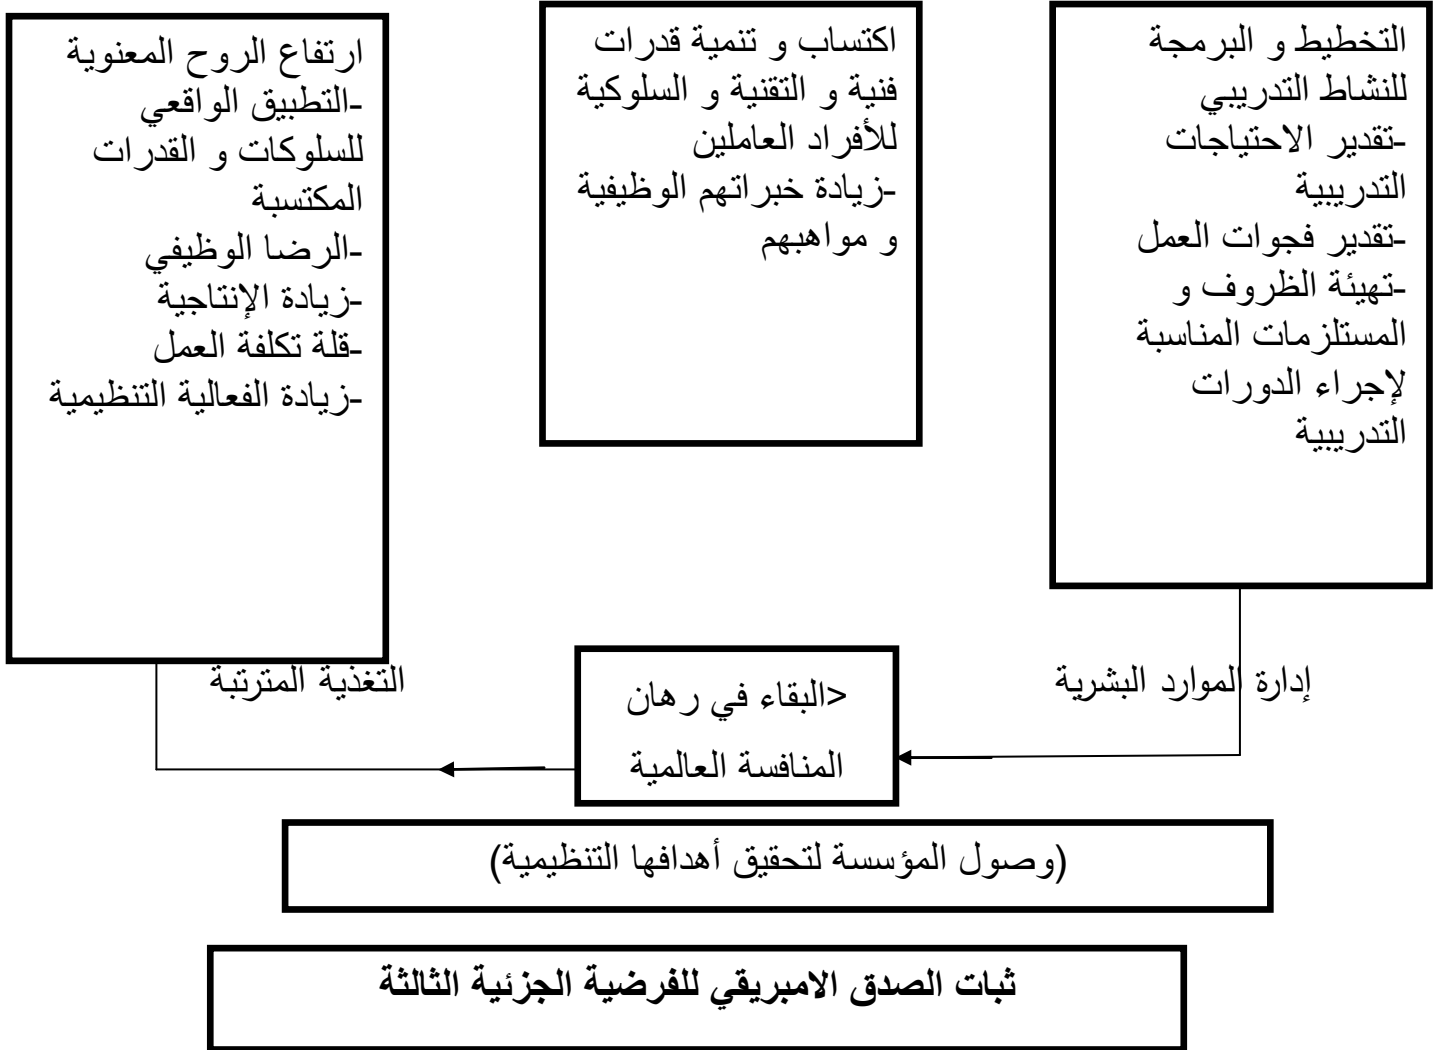 التخطيط و البرمجة
للنشاط التدريبي
-تقدير الاحتياجات
التدريبية
-تقدير فجوات العمل
-تهيئة الظروف و
المستلزمات المناسبة
لإجراء الدورات
التدريبية
اكتساب و تنمية قدرات
فنية و التقنية و السلوكية
للأفراد العاملين
-زيادة خبراتهم الوظيفية
و مواهبهم
ارتفاع الروح المعنوية
-التطبيق الواقعي
للسلوكات و القدرات
المكتسبة
-الرضا الوظيفي
-زيادة الإنتاجية
-قلة تكلفة العمل
-زيادة الفعالية التنظيمية
إدارة الموارد البشرية
>البقاء في رهان
المنافسة العالمية
التغذية المترتبة
(وصول المؤسسة لتحقيق أهدافها التنظيمية)
ثبات الصدق الامبريقي للفرضية الجزئية الثالثة